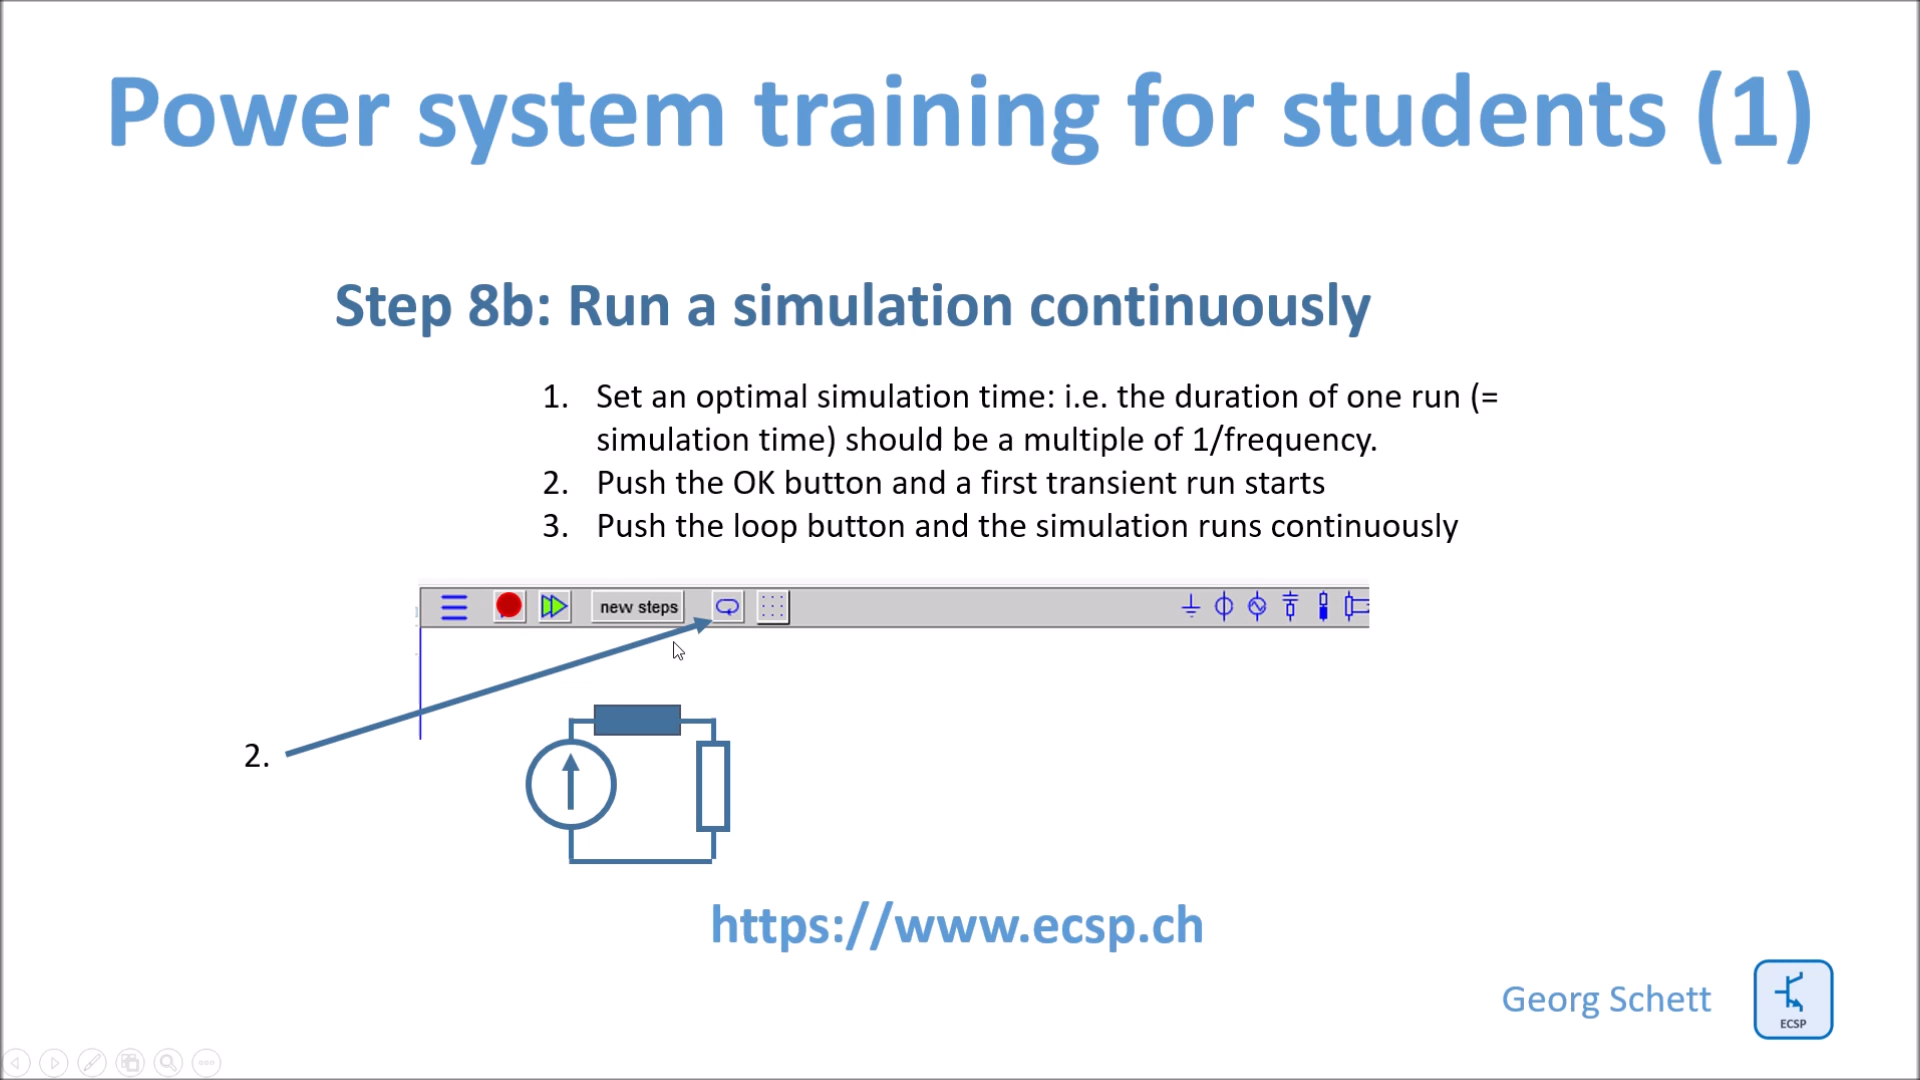 Power system training for students (1)
Step 8b: Run a simulation continuously
1. Set an optimal simulation time: i.e. the duration of one run (=
simulation time) should be a multiple of 1/frequency.
2. Push the OK button and a first transient run starts
3. Push the loop button and the simulation runs continuously
new steps
2.
https://www.ecsp.ch
Georg Schett
ECSP